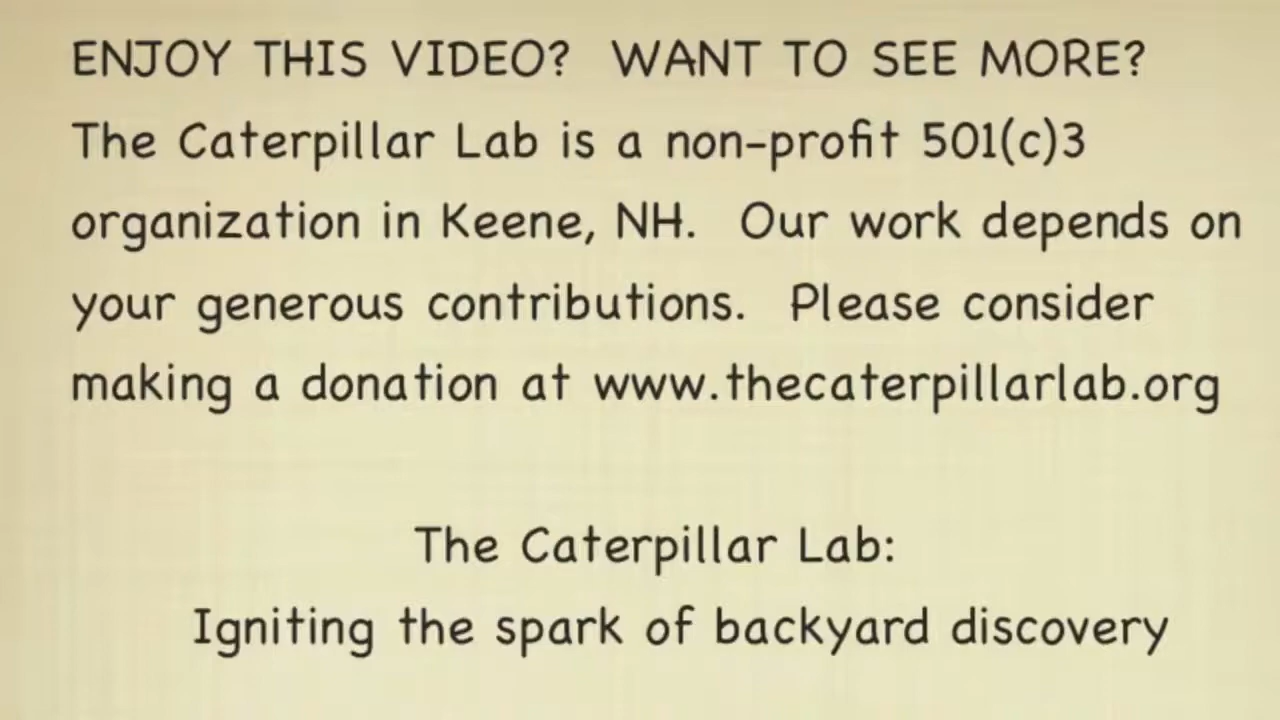 ENJOY THIS VIDEO?  WANT TO SEE MORE?
The Caterpillar Lab is a non-profit 501(c)3
organization in Keene, NH.  Our work depends on
your generous contributions.  Please consider
making a donation at www.thecaterpillarlab.org
The Caterpillar Lab:
Igniting the spark of backyard discovery